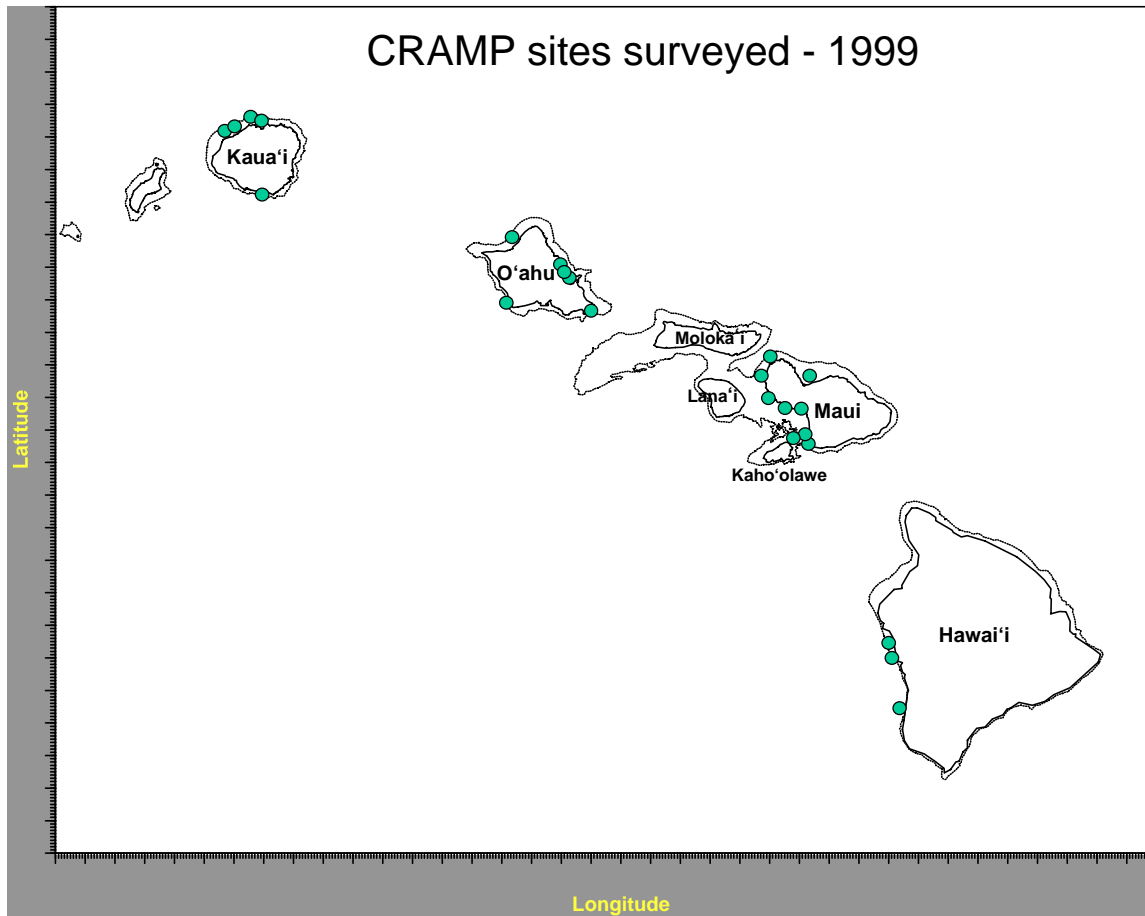 CRAMP sites surveyed - 1999
Kaua‘i
O‘ahu
Moloka‘i
Lana‘i
Maui
Kaho‘olawe
Hawai‘i
Latitude
Longitude